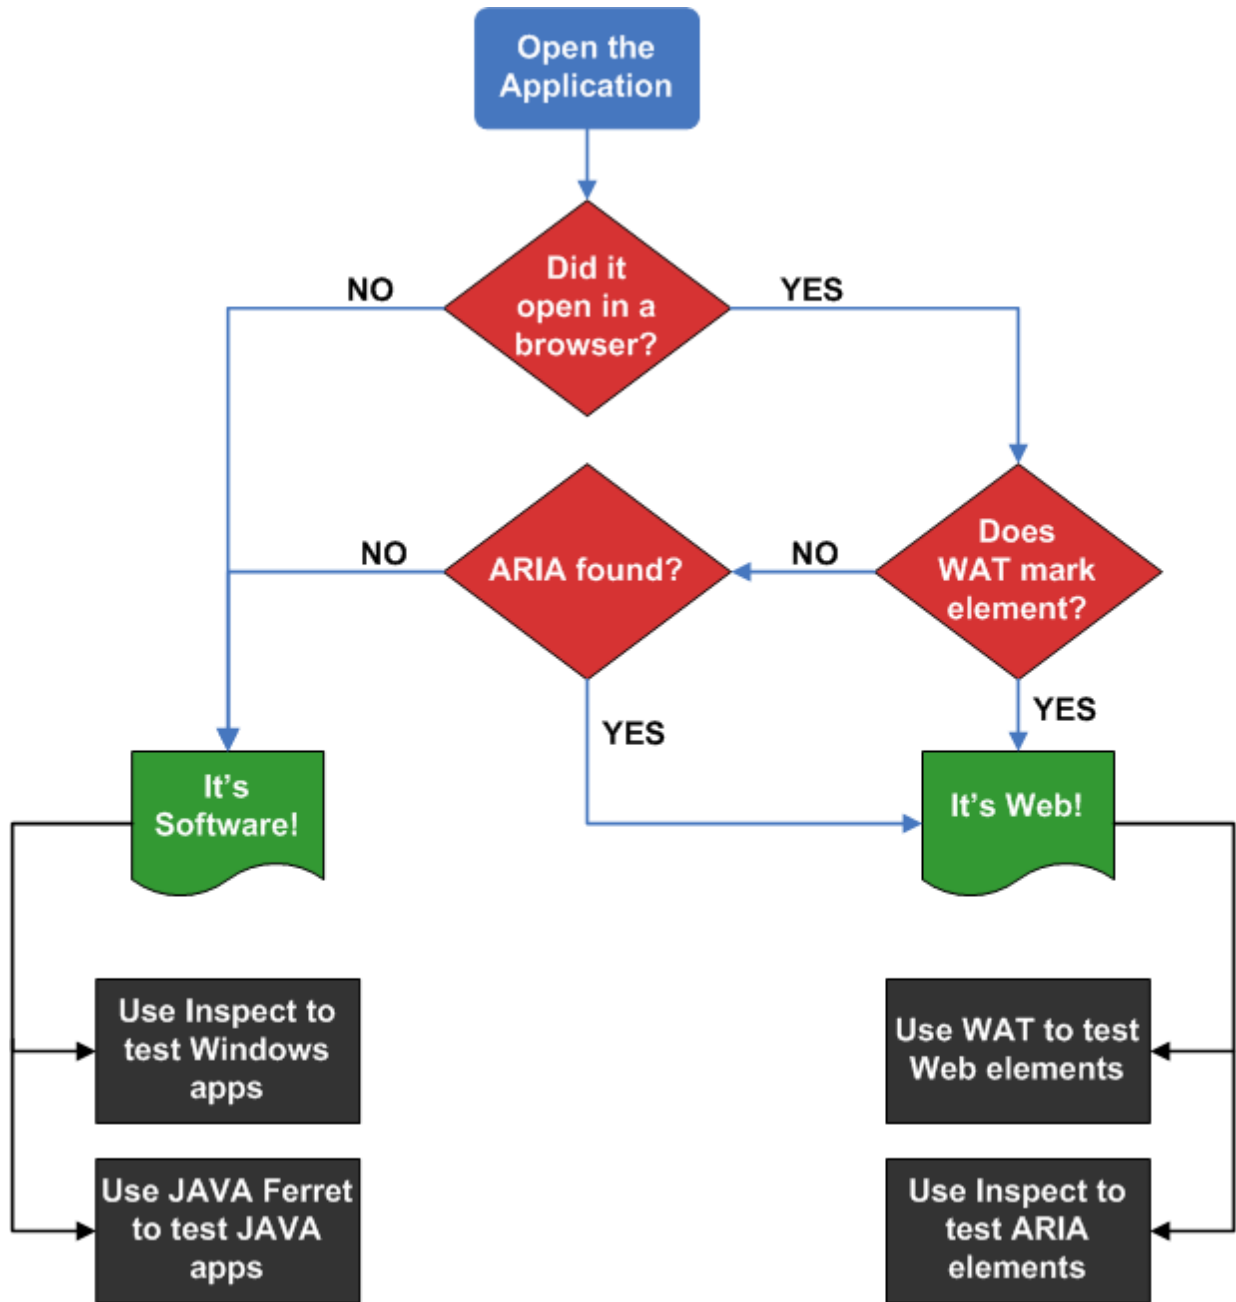 Open the
Application
Did it
open in a
browser?
NO
YES
Does
WAT mark
element?
NO
ARIA found?
NO
YES
YES
It’s
Software!
It’s Web!
Use Inspect to
test Windows
apps
Use WAT to test
Web elements
Use JAVA Ferret
to test JAVA
apps
Use Inspect to
test ARIA
elements